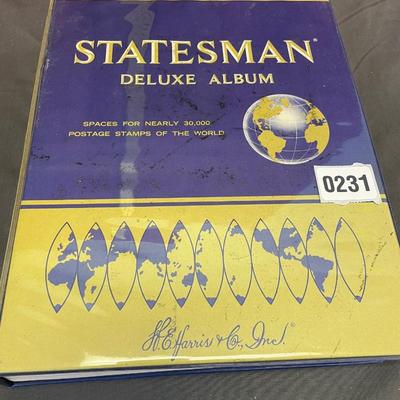 STATESMAN®
DELUXE ALBUM
SPACES FOR NEARLY 30,000
POSTAGE STAMPS OF THE WORLD
0231
H.E. Harris & Co., Inc.®